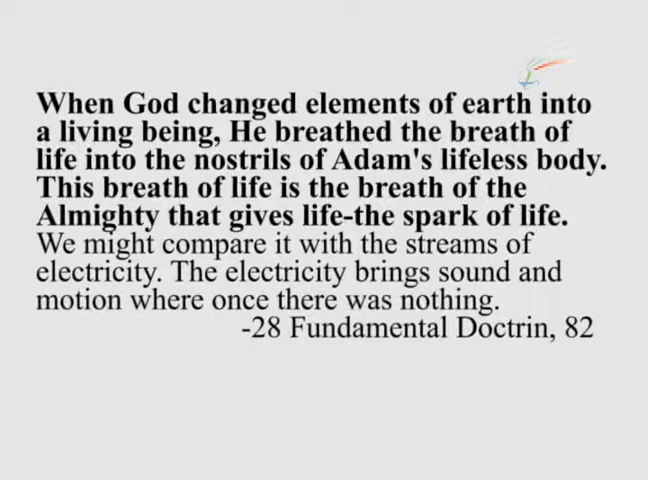 When God changed elements of earth into
a living being, He breathed the breath of
life into the nostrils of Adam's lifeless body.
This breath of life is the breath of the
Almighty that gives life-the spark of life.
We might compare it with the streams of
electricity. The electricity brings sound and
motion where once there was nothing.
-28 Fundamental Doctrin, 82